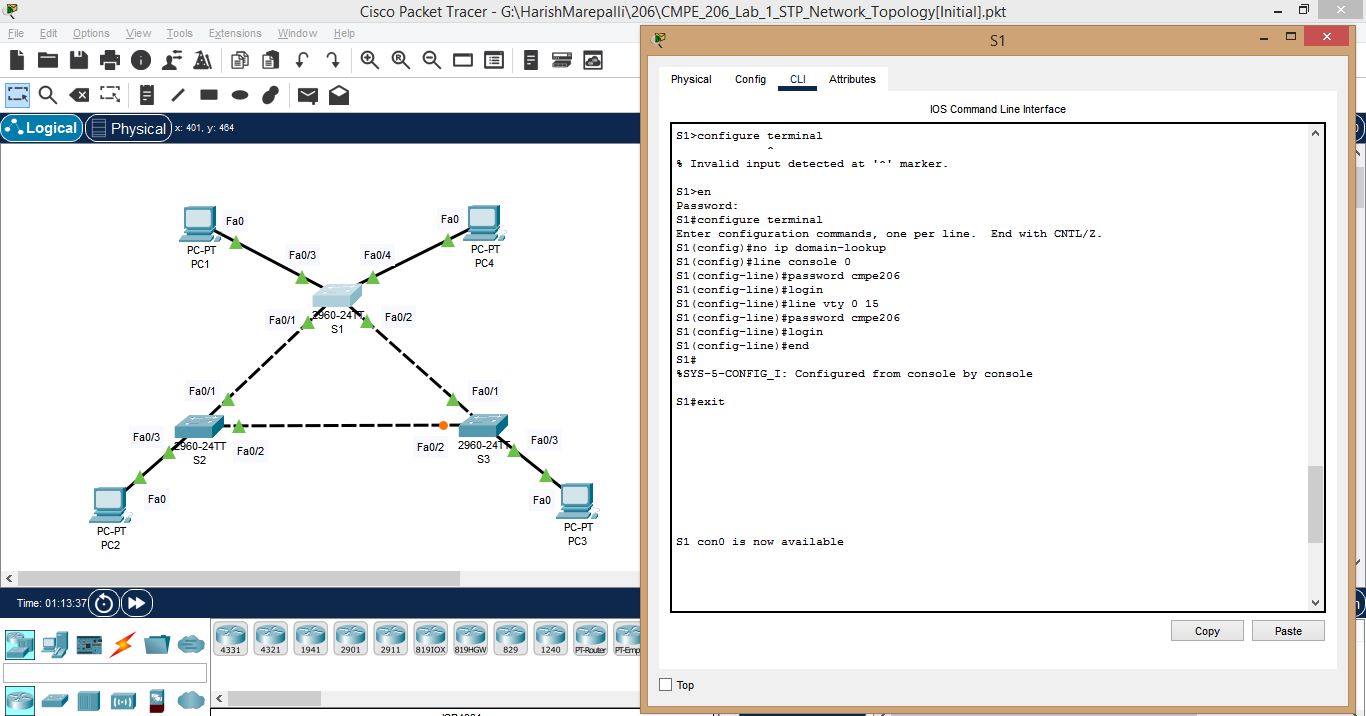 Cisco Packet Tracer - G:\HarishMarepalli\206\CMPE_206_Lab_1_STP_Network_Topology[Initial].pkt
File Edit Options View Tools Extensions Window Help
Logical Physical x: 401, y: 464
PC-PT
PC1
Fa0
Fa0/3
Fa0/4
Fa0
PC-PT
PC4
2960-24TT
S1
Fa0/1
Fa0/2
Fa0/1
Fa0/1
Fa0/3
2960-24TT
S2
Fa0/2
Fa0/2
2960-24TT
S3
Fa0/3
Fa0
Fa0
PC-PT
PC2
PC-PT
PC3
Time: 01:13:37
4331 4321 1941 2901 2911 819IOX 819HGW 829 1240 PT-Router
S1
Physical Config CLI Attributes
IOS Command Line Interface
S1>configure terminal
^
% Invalid input detected at '^' marker.
S1>en
Password:
S1#configure terminal
Enter configuration commands, one per line. End with CNTL/Z.
S1(config)#no ip domain-lookup
S1(config)#line console 0
S1(config-line)#password cmpe206
S1(config-line)#login
S1(config-line)#line vty 0 15
S1(config-line)#password cmpe206
S1(config-line)#login
S1(config-line)#end
S1#
%SYS-5-CONFIG_I: Configured from console by console
S1#exit
S1 con0 is now available
Copy Paste
Top